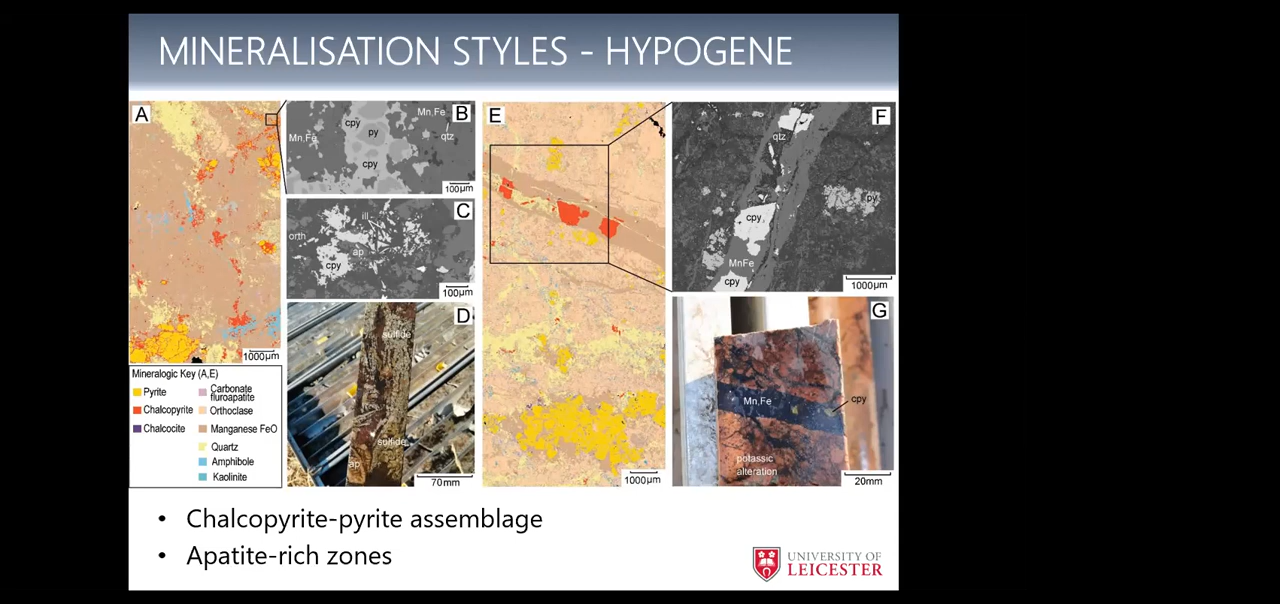 MINERALISATION STYLES - HYPOGENE
A
1000µm
B
cpy
py
cpy
Mn,Fe
Mn,Fe
qtz
100µm
C
ill
orth
ap
cpy
100µm
D
sulfide
sulfide
ap
70mm
E
1000µm
F
qtz
py
cpy
MnFe
cpy
1000µm
G
Mn,Fe
cpy
potassic
alteration
20mm
Mineralogic Key (A,E)
Pyrite
Chalcopyrite
Chalcocite
Carbonate
fluroapatite
Orthoclase
Manganese FeO
Quartz
Amphibole
Kaolinite
• Chalcopyrite-pyrite assemblage
• Apatite-rich zones
UNIVERSITY OF
LEICESTER